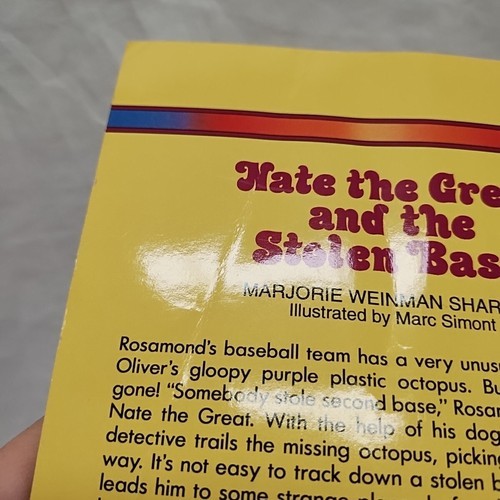 Nate the Gre
and the
Stolen Bas
MARJORIE WEINMAN SHAR
Illustrated by Marc Simont
Rosamond's baseball team has a very unusu
Oliver's gloopy purple plastic octopus. Bu
gone! "Somebody stole second base," Rosam
Nate the Great. With the help of his dog
detective trails the missing octopus, pickin
way. It's not easy to track down a stolen b
leads him to some strange